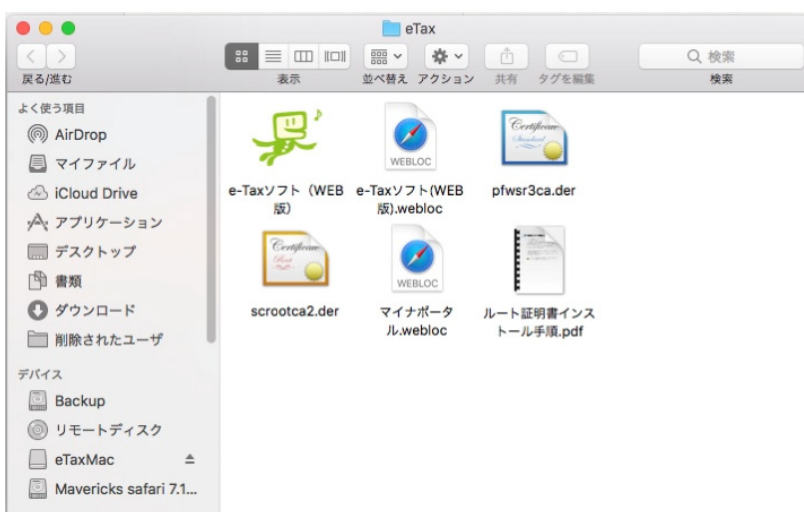 eTax
戻る/進む
表示
並べ替え
アクション
共有
タグを編集
検索
検索
よく使う項目
AirDrop
マイファイル
iCloud Drive
アプリケーション
デスクトップ
書類
ダウンロード
削除されたユーザ
デバイス
Backup
リモートディスク
eTaxMac
Mavericks safari 7.1...
e-Taxソフト（WEB
版）
WEBLOC
e-Taxソフト(WEB
版).webloc
Certificate
Standard
pfwsr3ca.der
Certificate
Root
scrootca2.der
WEBLOC
マイナポータ
ル.webloc
ルート証明書インス
トール手順.pdf